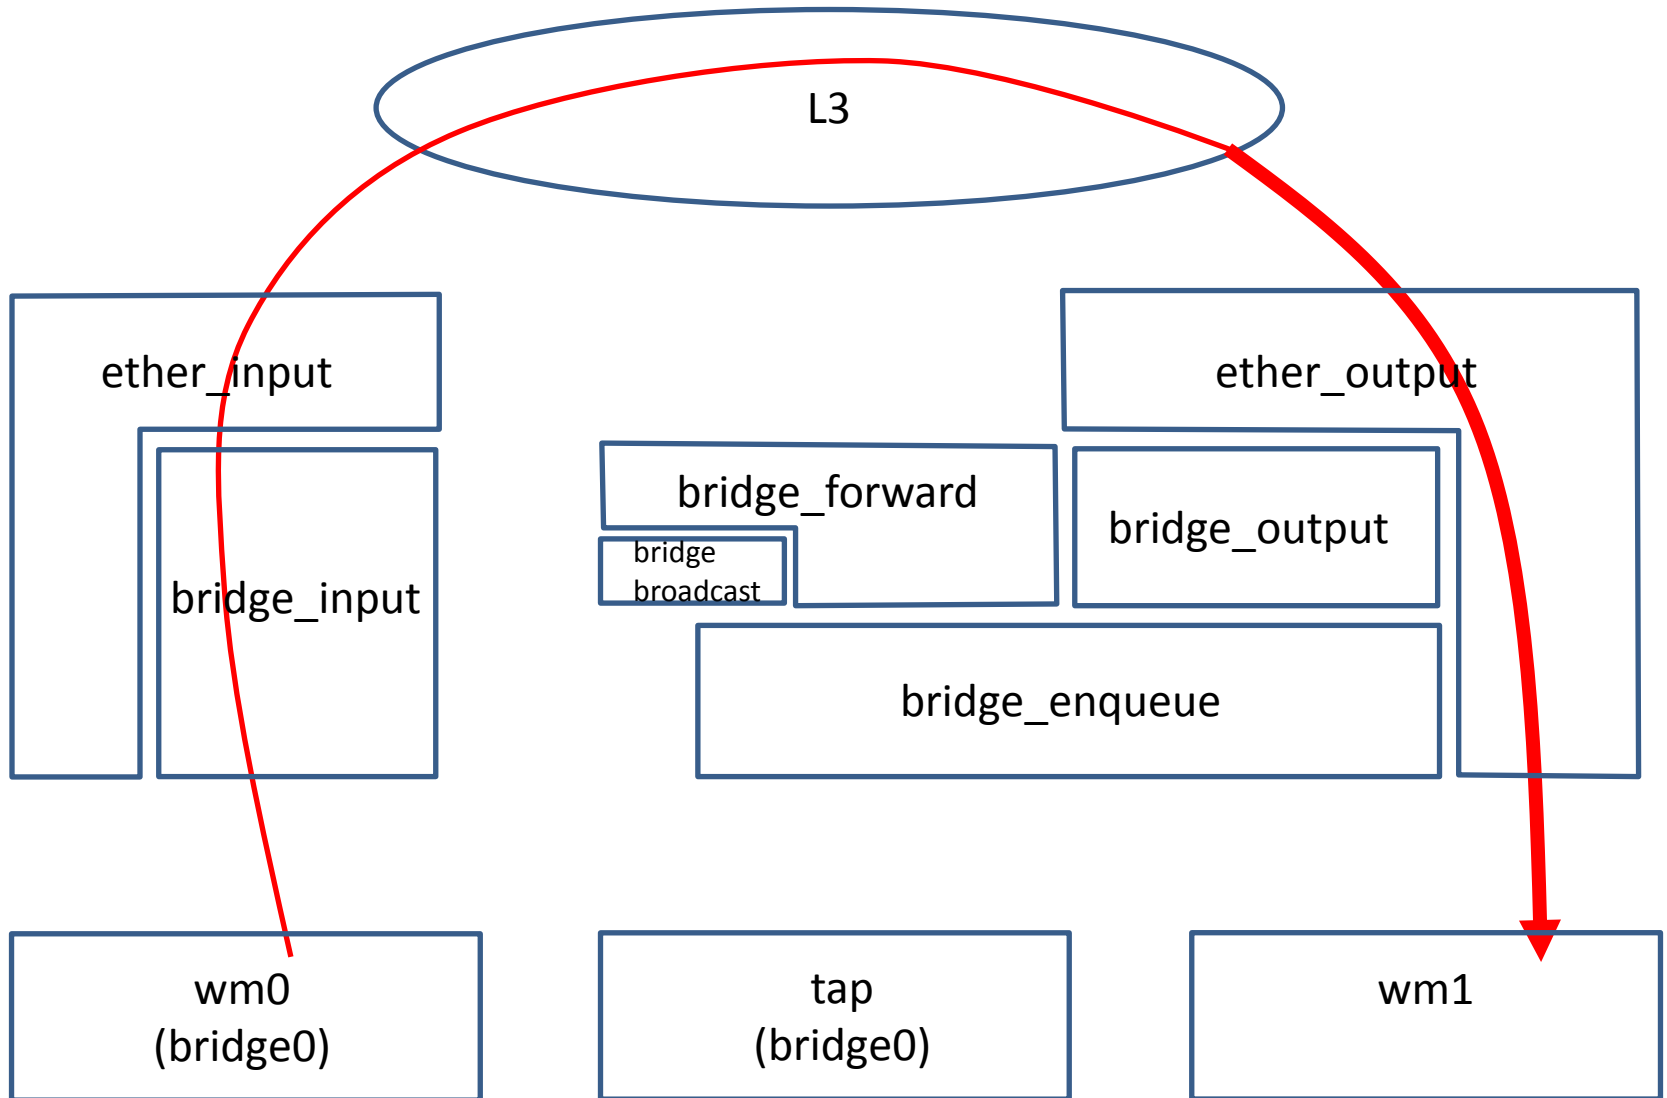 L3
ether_input
ether_output
bridge_forward
bridge_output
bridge
broadcast
bridge_input
bridge_enqueue
wm0
(bridge0)
tap
(bridge0)
wm1